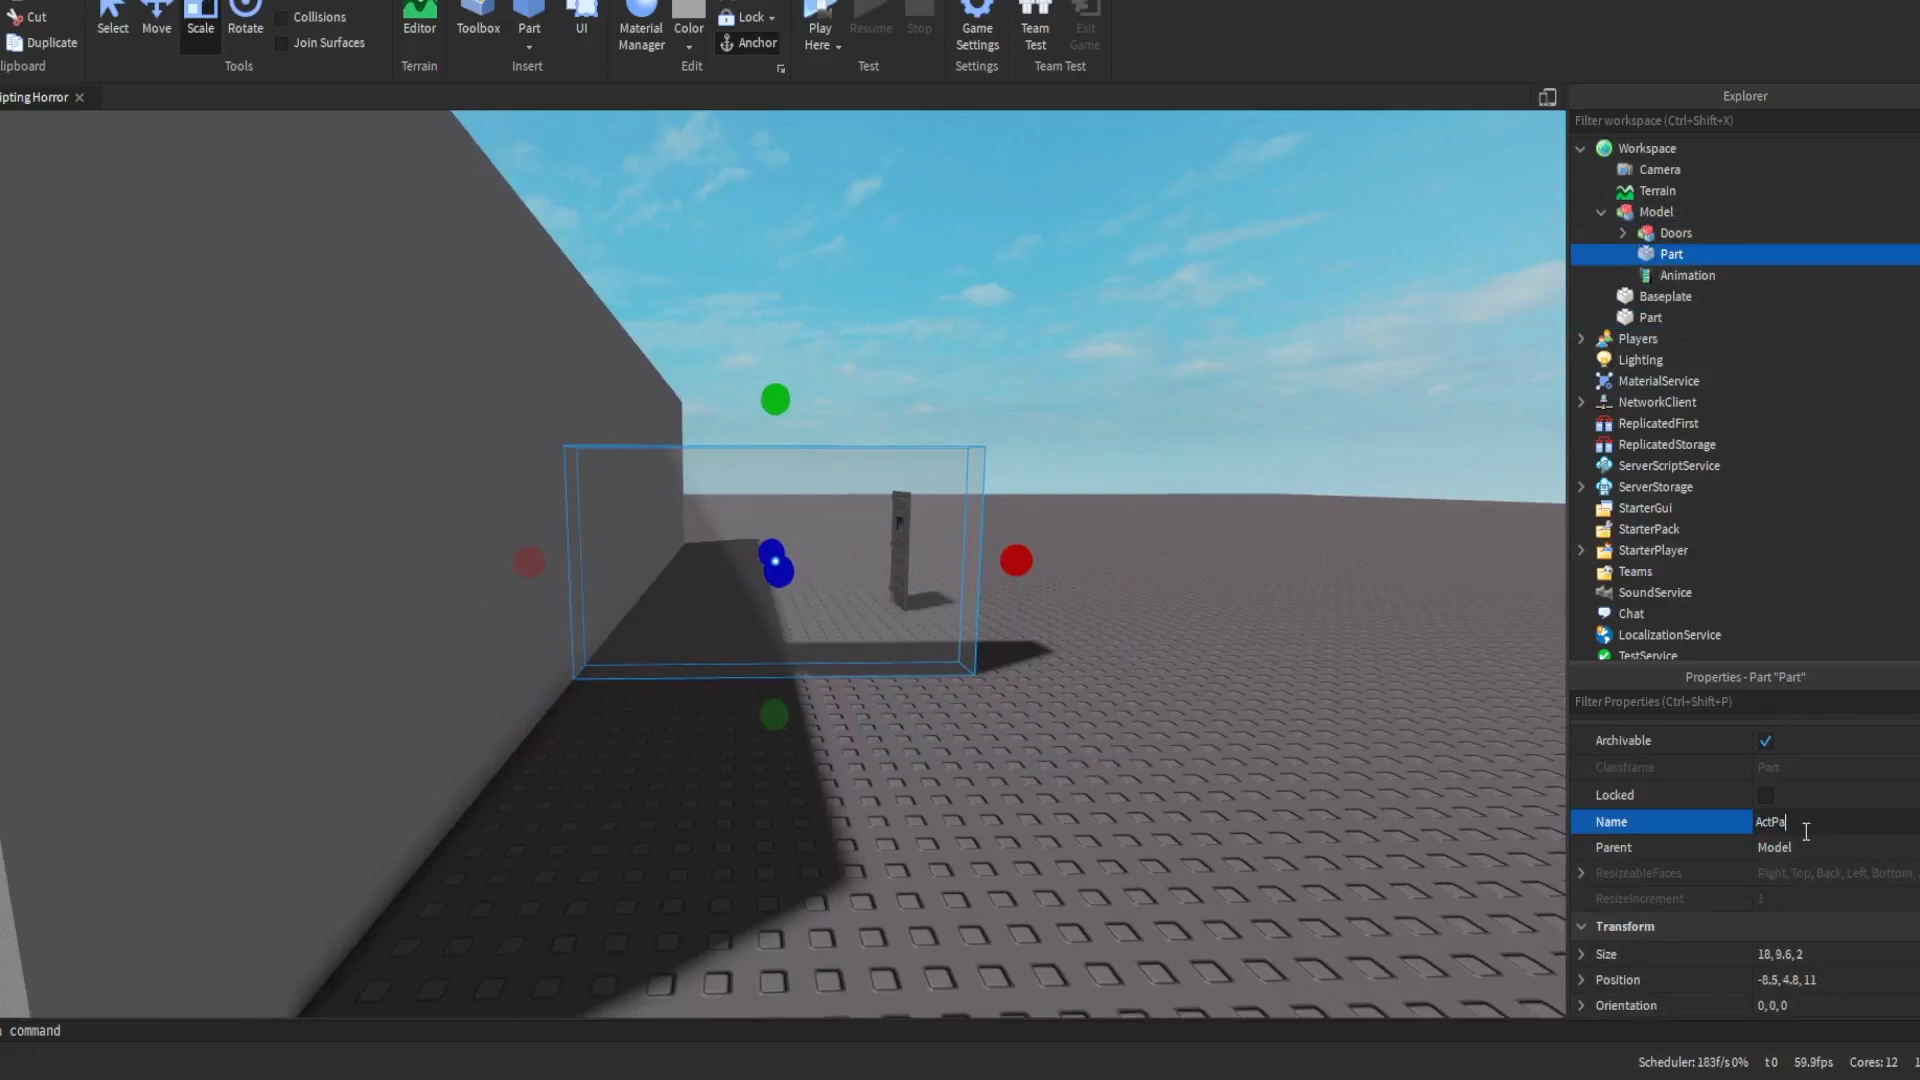 Cut
Duplicate
lipboard
Select
Move
Scale
Rotate
Collisions
Join Surfaces
Tools
Editor
Terrain
Toolbox
Part
UI
Insert
Material
Manager
Color
Lock
Anchor
Edit
Play
Here
Resume
Stop
Test
Game
Settings
Settings
Team
Test
Exit
Game
Team Test
ipting Horror
Explorer
Filter workspace (Ctrl+Shift+X)
Workspace
Camera
Terrain
Model
Doors
Part
Animation
Baseplate
Part
Players
Lighting
MaterialService
NetworkClient
ReplicatedFirst
ReplicatedStorage
ServerScriptService
ServerStorage
StarterGui
StarterPack
StarterPlayer
Teams
SoundService
Chat
LocalizationService
TestService
Properties - Part "Part"
Filter Properties (Ctrl+Shift+P)
Archivable
ClassName Part
Locked
Name ActPa
Parent Model
ResizeableFaces Right, Top, Back, Left, Bottom,
ResizeIncrement 1
Transform
Size 18, 9.6, 2
Position -8.5, 4.8, 11
Orientation 0, 0, 0
command
Scheduler: 183f/s 0% t 0 59.9fps Cores: 12 1